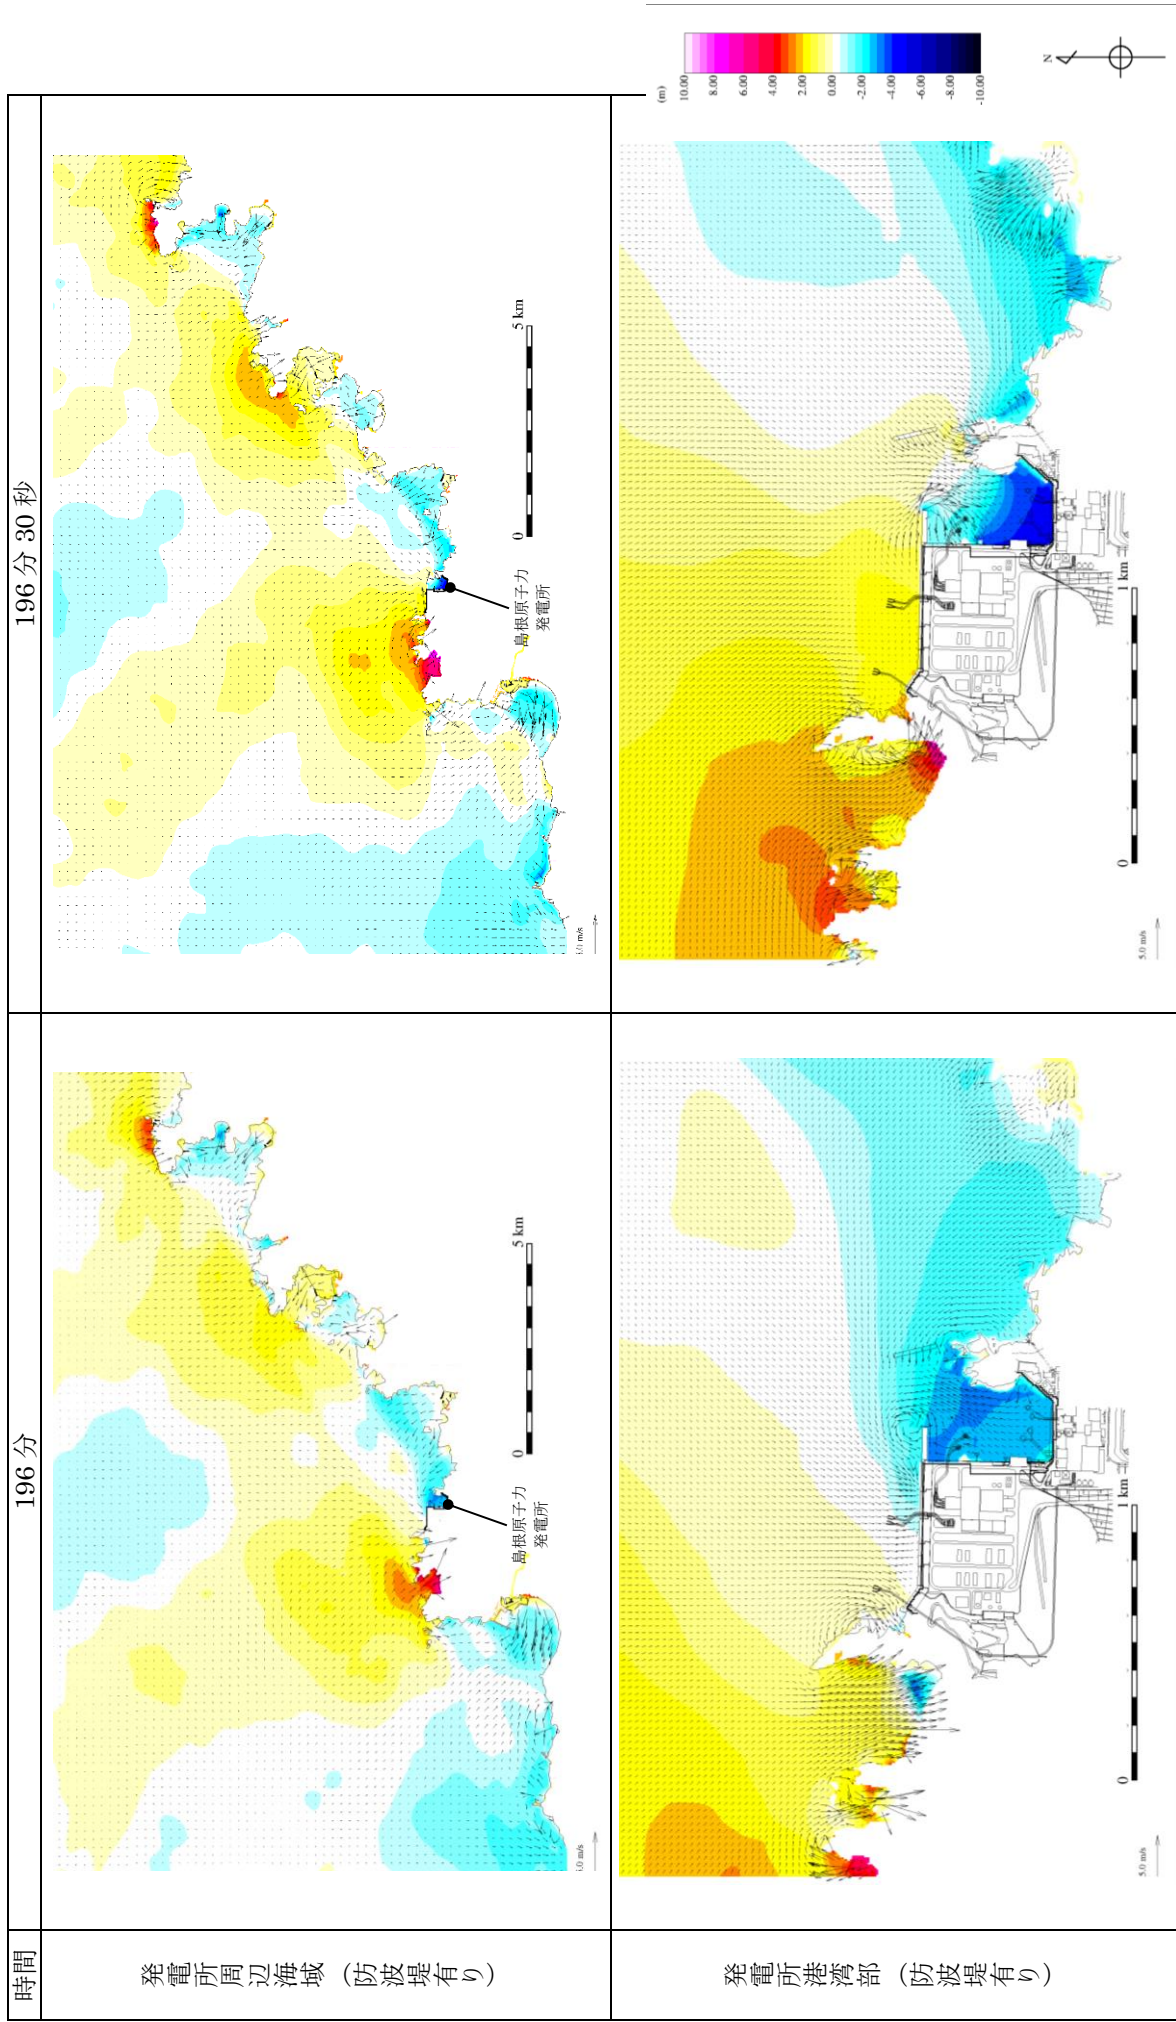 時間
196分
196分30秒
発電所周辺海域（防波堤有り）
島根原子力
発電所
0
5 km
5.0 m/s
島根原子力
発電所
0
5 km
5.0 m/s
発電所港湾部（防波堤有り）
0
1 km
5.0 m/s
0
1 km
5.0 m/s
(m)
10.00
8.00
6.00
4.00
2.00
0.00
-2.00
-4.00
-6.00
-8.00
-10.00
N